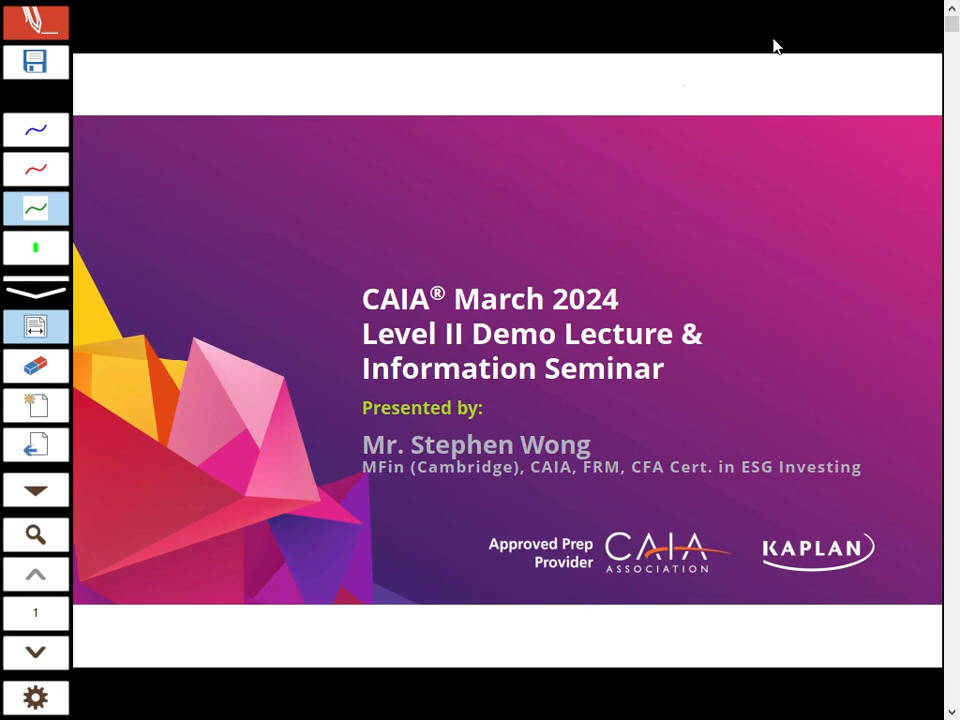 CAIA® March 2024
Level II Demo Lecture &
Information Seminar
Presented by:
Mr. Stephen Wong
MFin (Cambridge), CAIA, FRM, CFA Cert. in ESG Investing
Approved Prep
Provider
CAIA
ASSOCIATION
KAPLAN
1